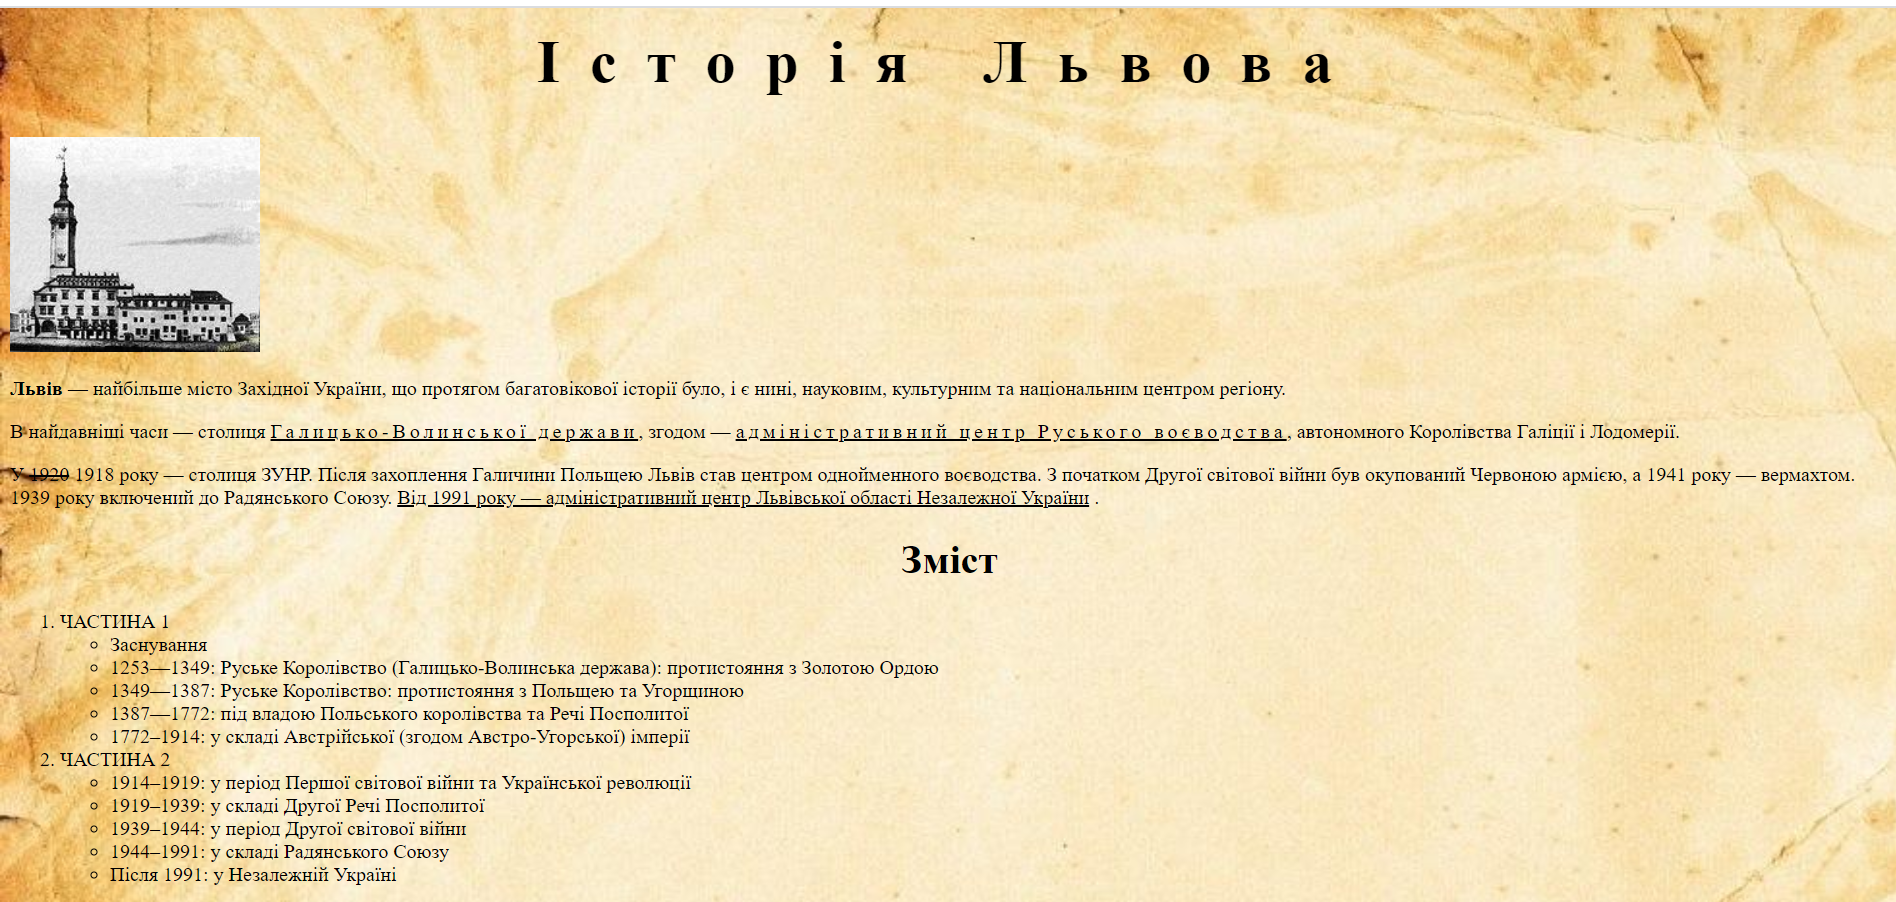 Історія Львова
Львів — найбільше місто Західної України, що протягом багатовікової історії було, і є нині, науковим, культурним та національним центром регіону.
В найдавніші часи — столиця Галицько-Волинської держави, згодом — адміністративний центр Руського воєводства, автономного Королівства Галіції і Лодомерії.
У 1920 1918 року — столиця ЗУНР. Після захоплення Галичини Польщею Львів став центром однойменного воєводства. З початком Другої світової війни був окупований Червоною армією, а 1941 року — вермахтом.
1939 року включений до Радянського Союзу. Від 1991 року — адміністративний центр Львівської області Незалежної України .
Зміст
1. ЧАСТИНА 1
Заснування
1253—1349: Руське Королівство (Галицько-Волинська держава): протистояння з Золотою Ордою
1349—1387: Руське Королівство: протистояння з Польщею та Угорщиною
1387—1772: під владою Польського королівства та Речі Посполитої
1772–1914: у складі Австрійської (згодом Австро-Угорської) імперії
2. ЧАСТИНА 2
1914–1919: у період Першої світової війни та Української революції
1919–1939: у складі Другої Речі Посполитої
1939–1944: у період Другої світової війни
1944–1991: у складі Радянського Союзу
Після 1991: у Незалежній Україні